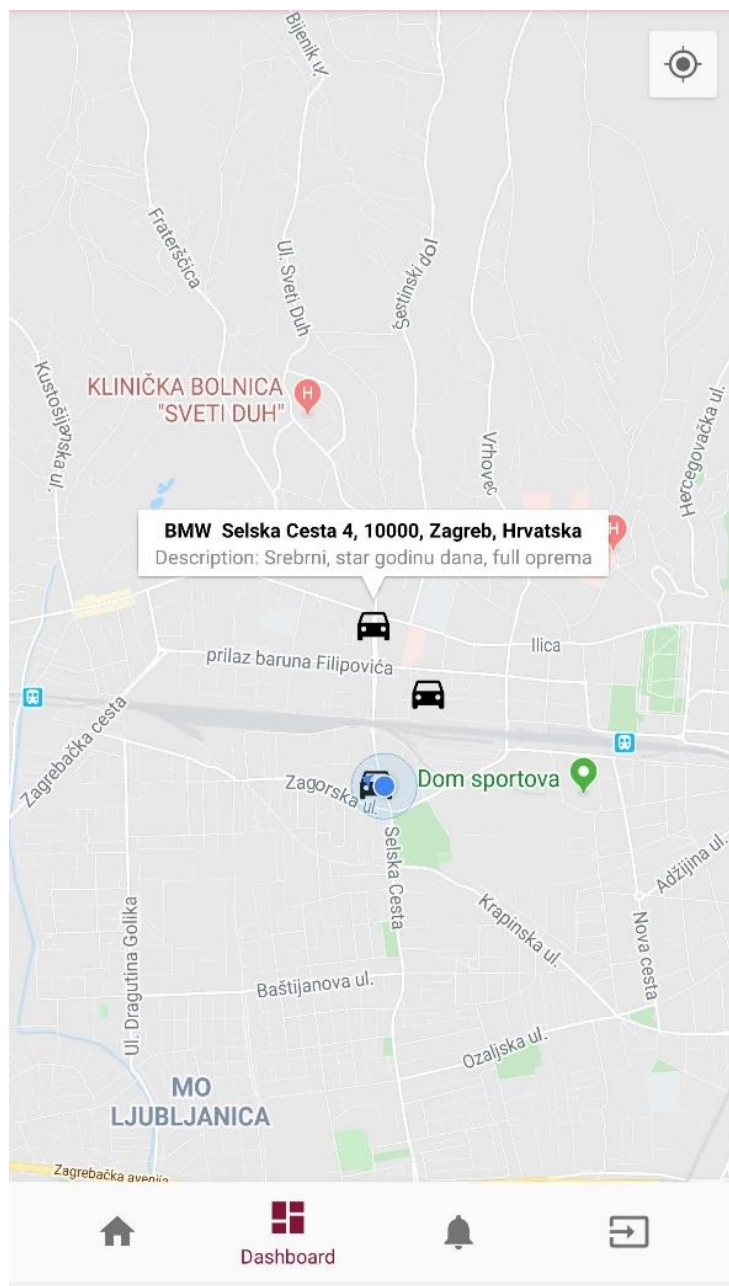 Bijenik u.
Fraterščica
Ul. Sveti Duh
Šestinski dol
Kustošijanska ul.
KLINIČKA BOLNICA
"SVETI DUH"
H
Vrhovec
Hercegovačka ul.
BMW Selska Cesta 4, 10000, Zagreb, Hrvatska
Description: Srebrni, star godinu dana, full oprema
H
Ilica
prilaz baruna Filipovića
Zagrebačka cesta
Zagorska ul.
Dom sportova
Selska Cesta
Adžijina ul.
Krapinska ul.
Nova cesta
Ul. Dragutina Golika
Baštijanova ul.
Ozaljska ul.
MO
LJUBLJANICA
Zagrebačka avenija
Dashboard